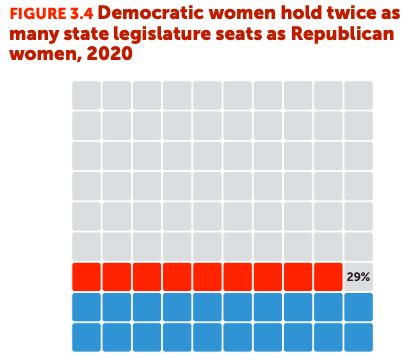 FIGURE 3.4 Democratic women hold twice as
many state legislature seats as Republican
women, 2020
29%